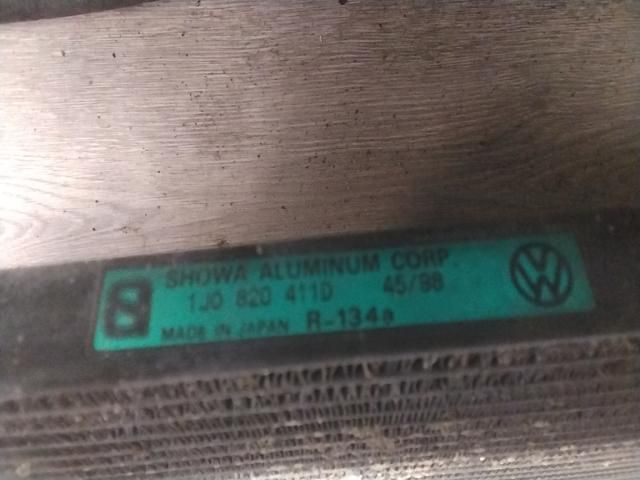 SHOWA ALUMINUM CORP
1J0 820 411D 45/98
MADE IN JAPAN R-134a